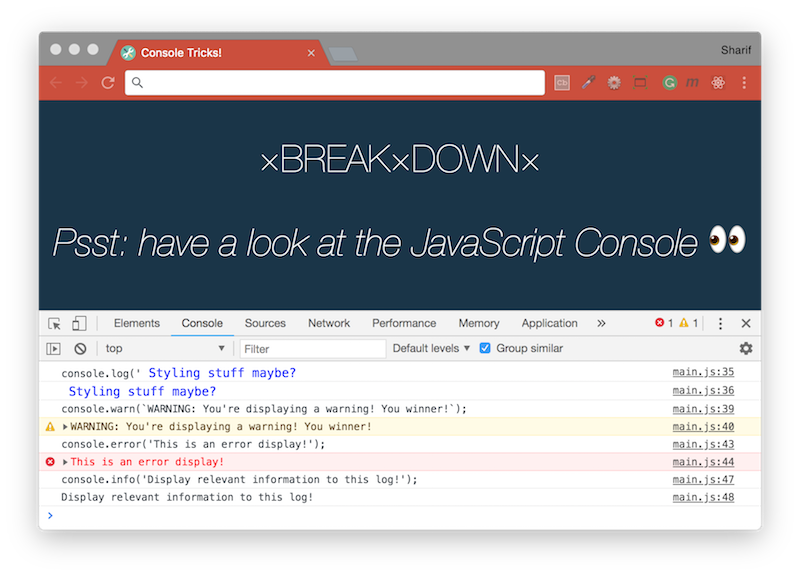 Console Tricks!
Sharif
Cb
m
×BREAK×DOWN×
Psst: have a look at the JavaScript Console 👀
Elements Console Sources Network Performance Memory Application » 1 1
top Filter Default levels Group similar
console.log(' Styling stuff maybe? main.js:35
Styling stuff maybe? main.js:36
console.warn(`WARNING: You're displaying a warning! You winner!`); main.js:39
WARNING: You're displaying a warning! You winner! main.js:40
console.error('This is an error display!'); main.js:43
This is an error display! main.js:44
console.info('Display relevant information to this log!'); main.js:47
Display relevant information to this log! main.js:48